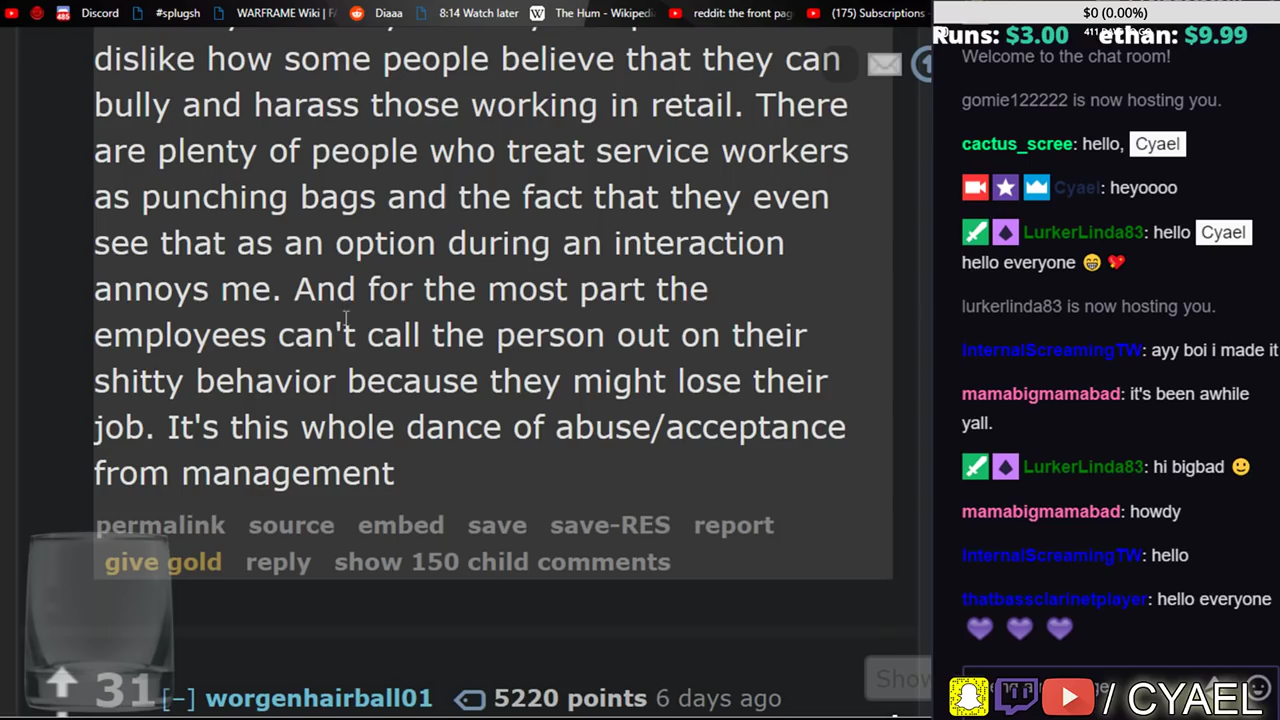 Discord #splugsh WARFRAME Wiki | FA Diaaa 8:14 Watch later The Hum - Wikipedi reddit: the front pag (175) Subscriptions
dislike how some people believe that they can
bully and harass those working in retail. There
are plenty of people who treat service workers
as punching bags and the fact that they even
see that as an option during an interaction
annoys me. And for the most part the
employees can't call the person out on their
shitty behavior because they might lose their
job. It's this whole dance of abuse/acceptance
from management
permalink source embed save save-RES report
give gold reply show 150 child comments
31 [–] worgenhairball01 5220 points 6 days ago
$0 (0.00%)
Runs: $3.00 ethan: $9.99
Welcome to the chat room!
gomie122222 is now hosting you.
cactus_scree: hello, Cyael
Cyael: heyoooo
LurkerLinda83: hello Cyael
hello everyone 😁 💖
lurkerlinda83 is now hosting you.
InternalScreamingTW: ayy boi i made it
mamabigmamabad: it's been awhile
yall.
LurkerLinda83: hi bigbad 🙂
mamabigmamabad: howdy
InternalScreamingTW: hello
thatbassclarinetplayer: hello everyone
💜 💜 💜
/ CYAEL